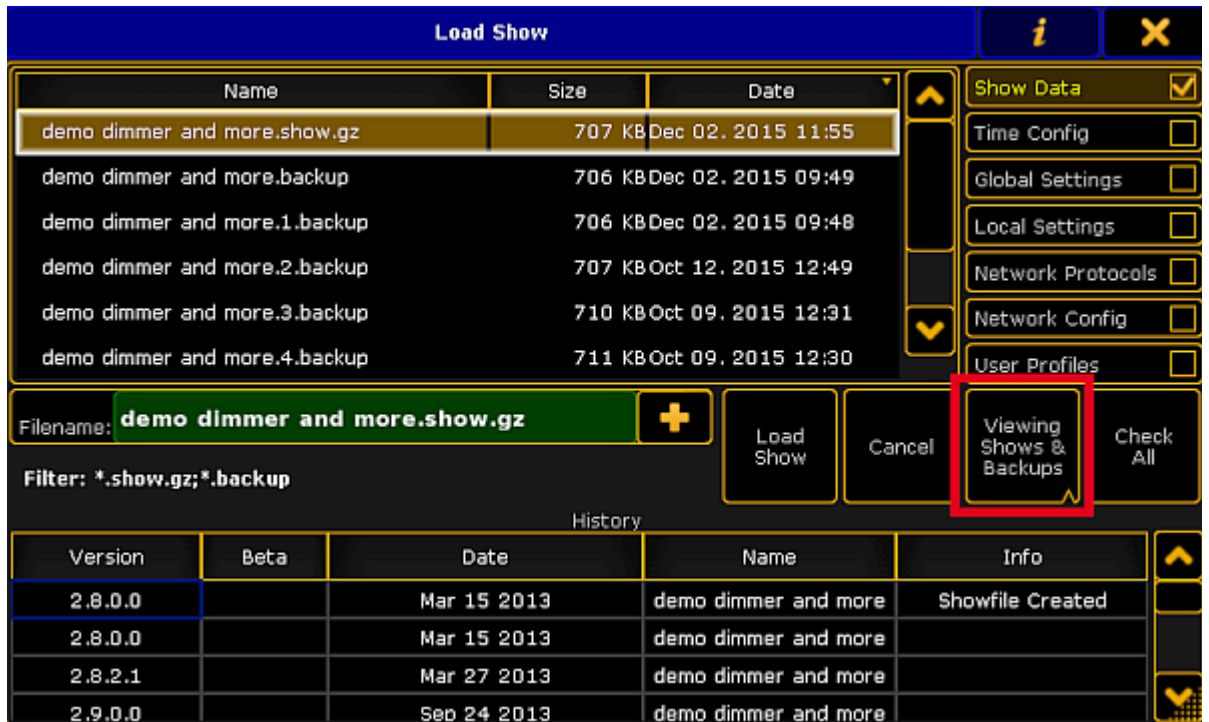 Load Show
i
Name Size Date
demo dimmer and more.show.gz 707 KB Dec 02. 2015 11:55
demo dimmer and more.backup 706 KB Dec 02. 2015 09:49
demo dimmer and more.1.backup 706 KB Dec 02. 2015 09:48
demo dimmer and more.2.backup 707 KB Oct 12. 2015 12:49
demo dimmer and more.3.backup 710 KB Oct 09. 2015 12:31
demo dimmer and more.4.backup 711 KB Oct 09. 2015 12:30
Show Data
Time Config
Global Settings
Local Settings
Network Protocols
Network Config
User Profiles
Filename: demo dimmer and more.show.gz
Filter: *.show.gz;*.backup
Load
Show
Cancel
Viewing
Shows &
Backups
Check
All
History
Version Beta Date Name Info
2.8.0.0 Mar 15 2013 demo dimmer and more Showfile Created
2.8.0.0 Mar 15 2013 demo dimmer and more
2.8.2.1 Mar 27 2013 demo dimmer and more
2.9.0.0 Sep 24 2013 demo dimmer and more